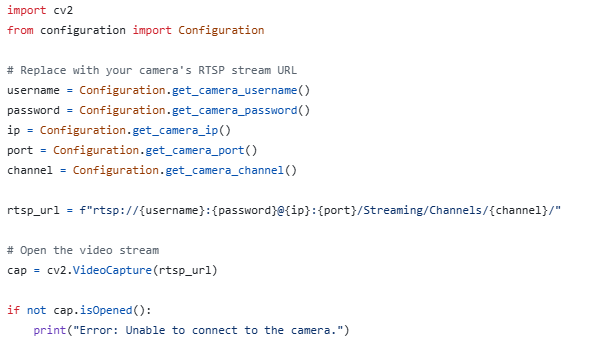 import cv2
from configuration import Configuration
# Replace with your camera's RTSP stream URL
username = Configuration.get_camera_username()
password = Configuration.get_camera_password()
ip = Configuration.get_camera_ip()
port = Configuration.get_camera_port()
channel = Configuration.get_camera_channel()
rtsp_url = f"rtsp://{username}:{password}@{ip}:{port}/Streaming/Channels/{channel}/"
# Open the video stream
cap = cv2.VideoCapture(rtsp_url)
if not cap.isOpened():
    print("Error: Unable to connect to the camera.")